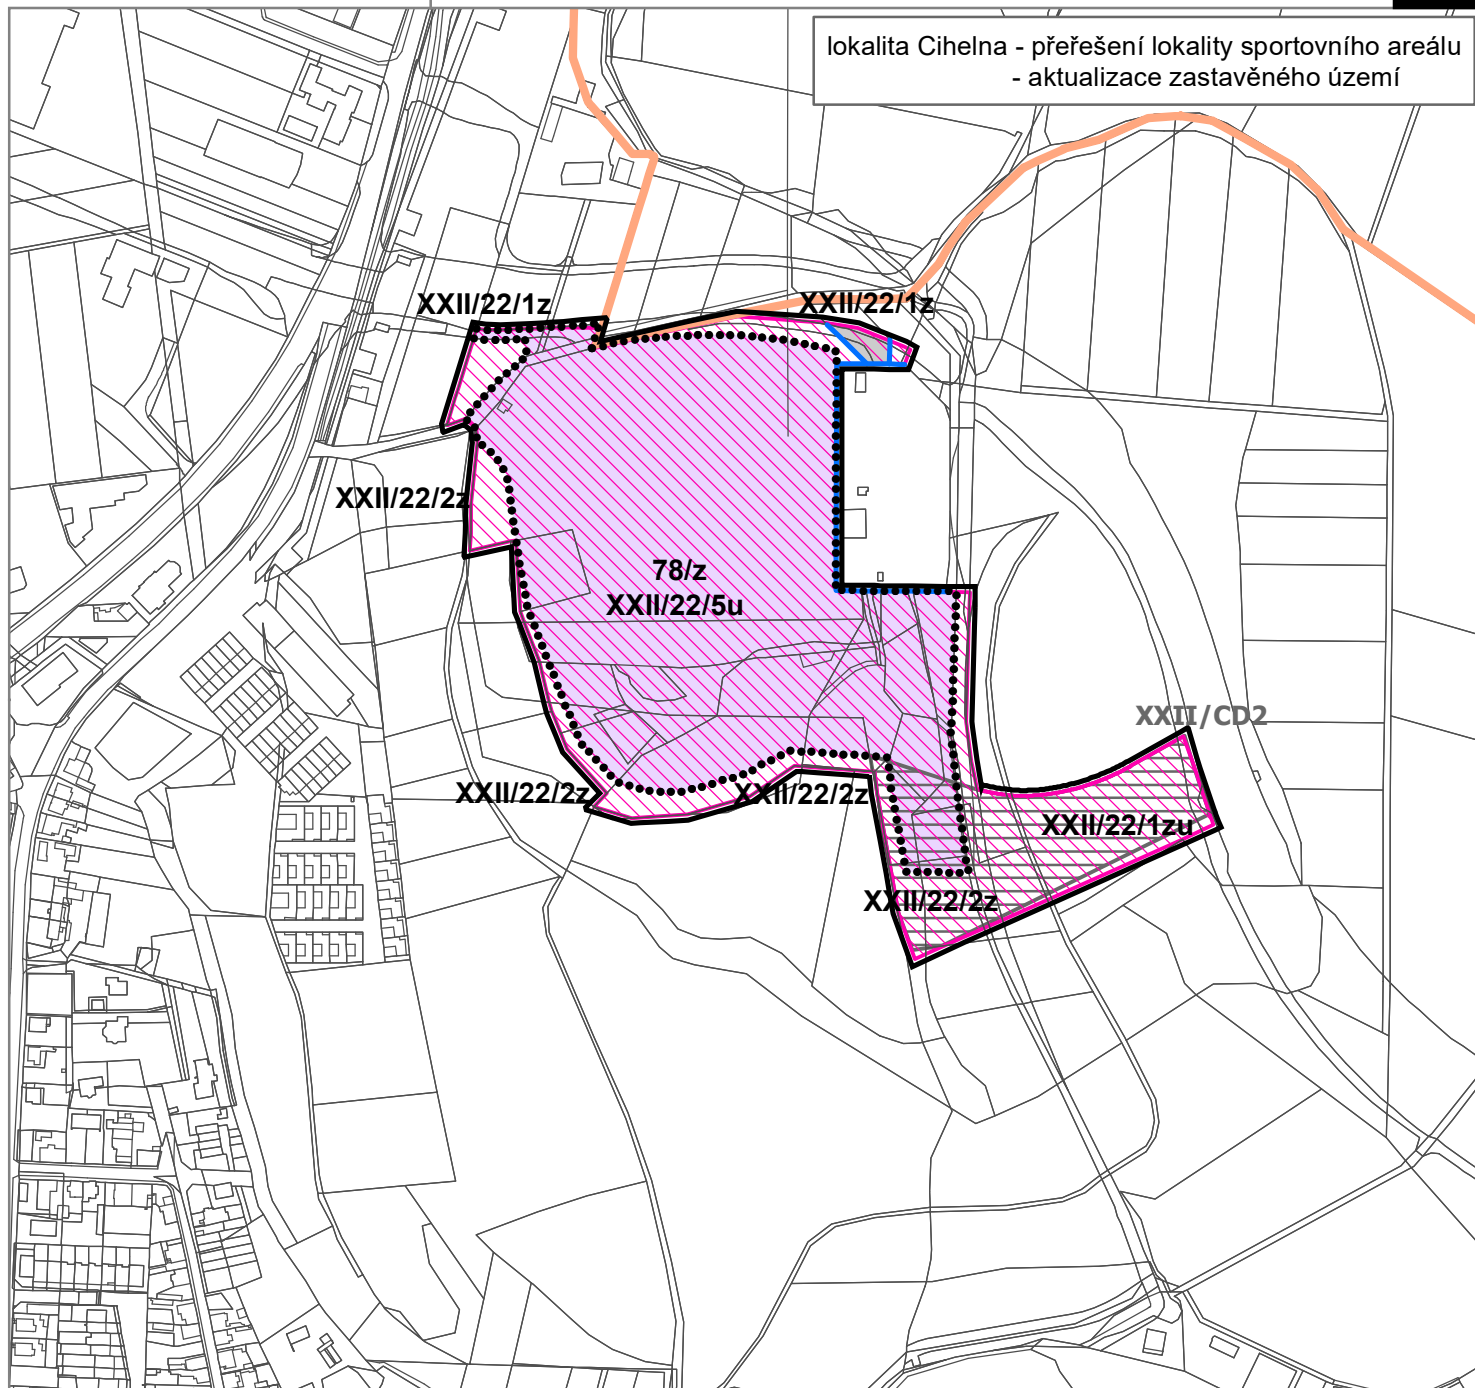 lokalita Cihelna - přeřešení lokality sportovního areálu
- aktualizace zastavěného území
XXII/22/1z
XXII/22/1z
XXII/22/2z
78/z
XXII/22/5u
XXII/CD2
XXII/22/2z
XXII/22/2z
XXII/22/1zu
XXII/22/2z